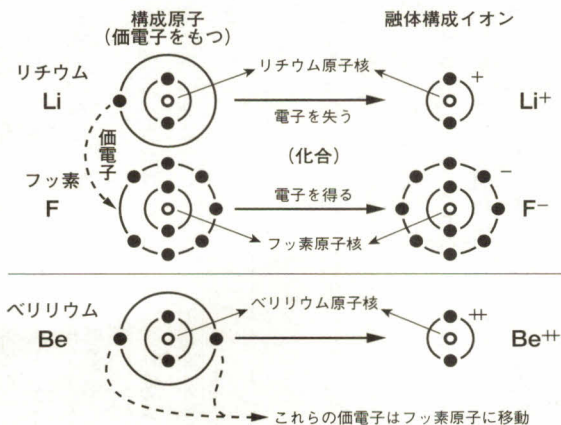 構成原子
(価電子をもつ)
融体構成イオン
リチウム
Li
リチウム原子核
電子を失う
+
Li+
価電子
(化合)
フッ素
F
電子を得る
フッ素原子核
−
F−
ベリリウム
Be
ベリリウム原子核
++
Be++
これらの価電子はフッ素原子に移動